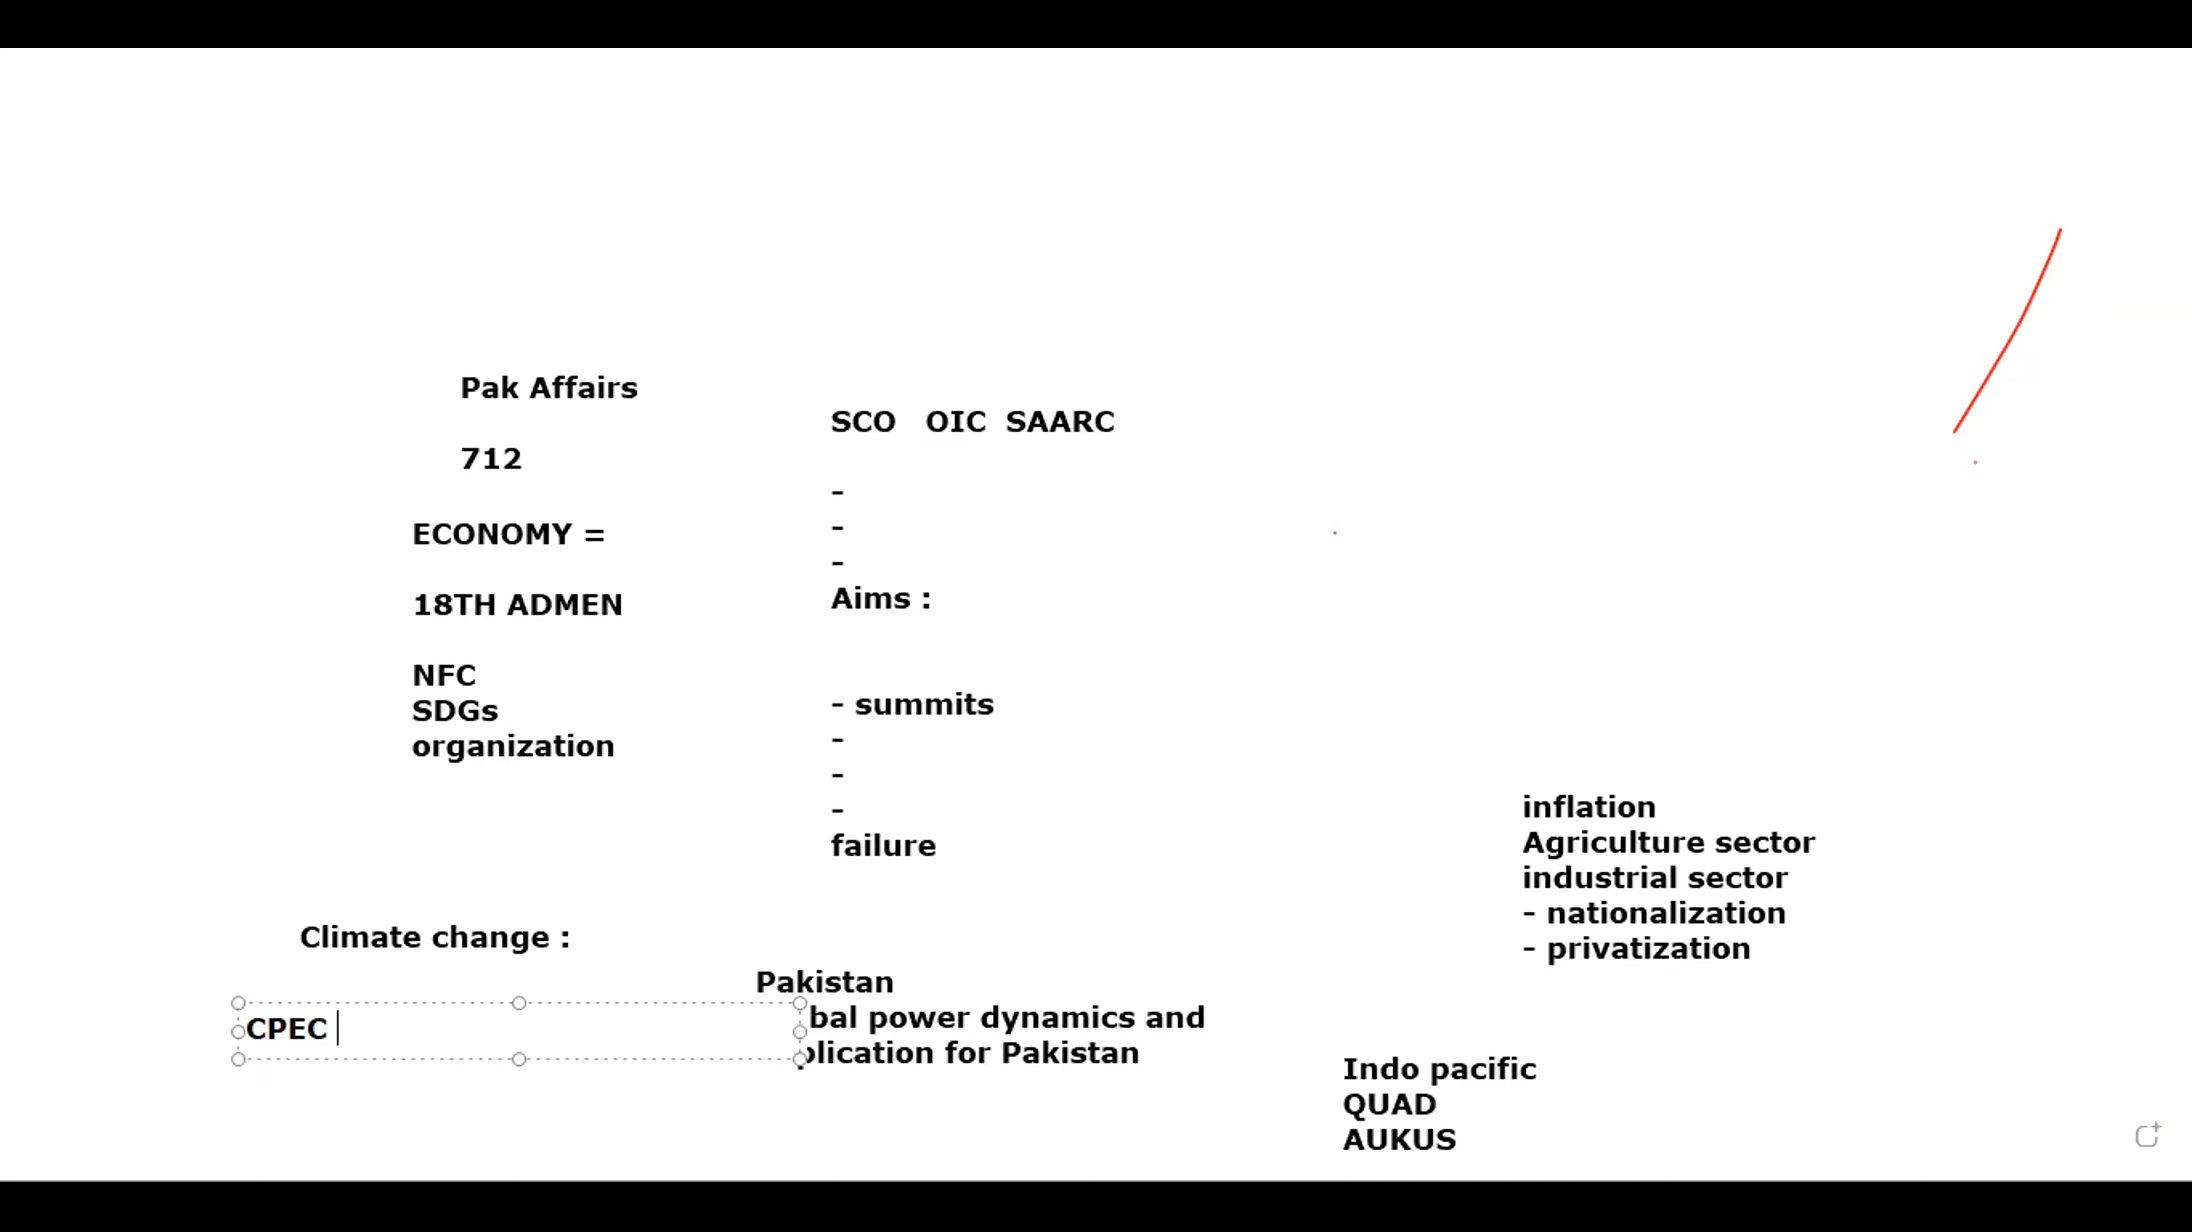 Pak Affairs
712
ECONOMY =
18TH ADMEN
NFC
SDGs
organization
SCO OIC SAARC
-
-
-
Aims :
- summits
-
-
-
failure
inflation
Agriculture sector
industrial sector
- nationalization
- privatization
Climate change :
CPEC
Pakistan
bal power dynamics and
plication for Pakistan
Indo pacific
QUAD
AUKUS